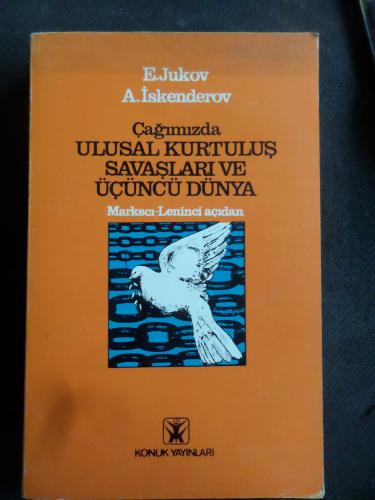 E.Jukov
A.İskenderov
Çağımızda
ULUSAL KURTULUŞ
SAVAŞLARI VE
ÜÇÜNCÜ DÜNYA
Marksçı-Leninci açıdan
KONUK YAYINLARI